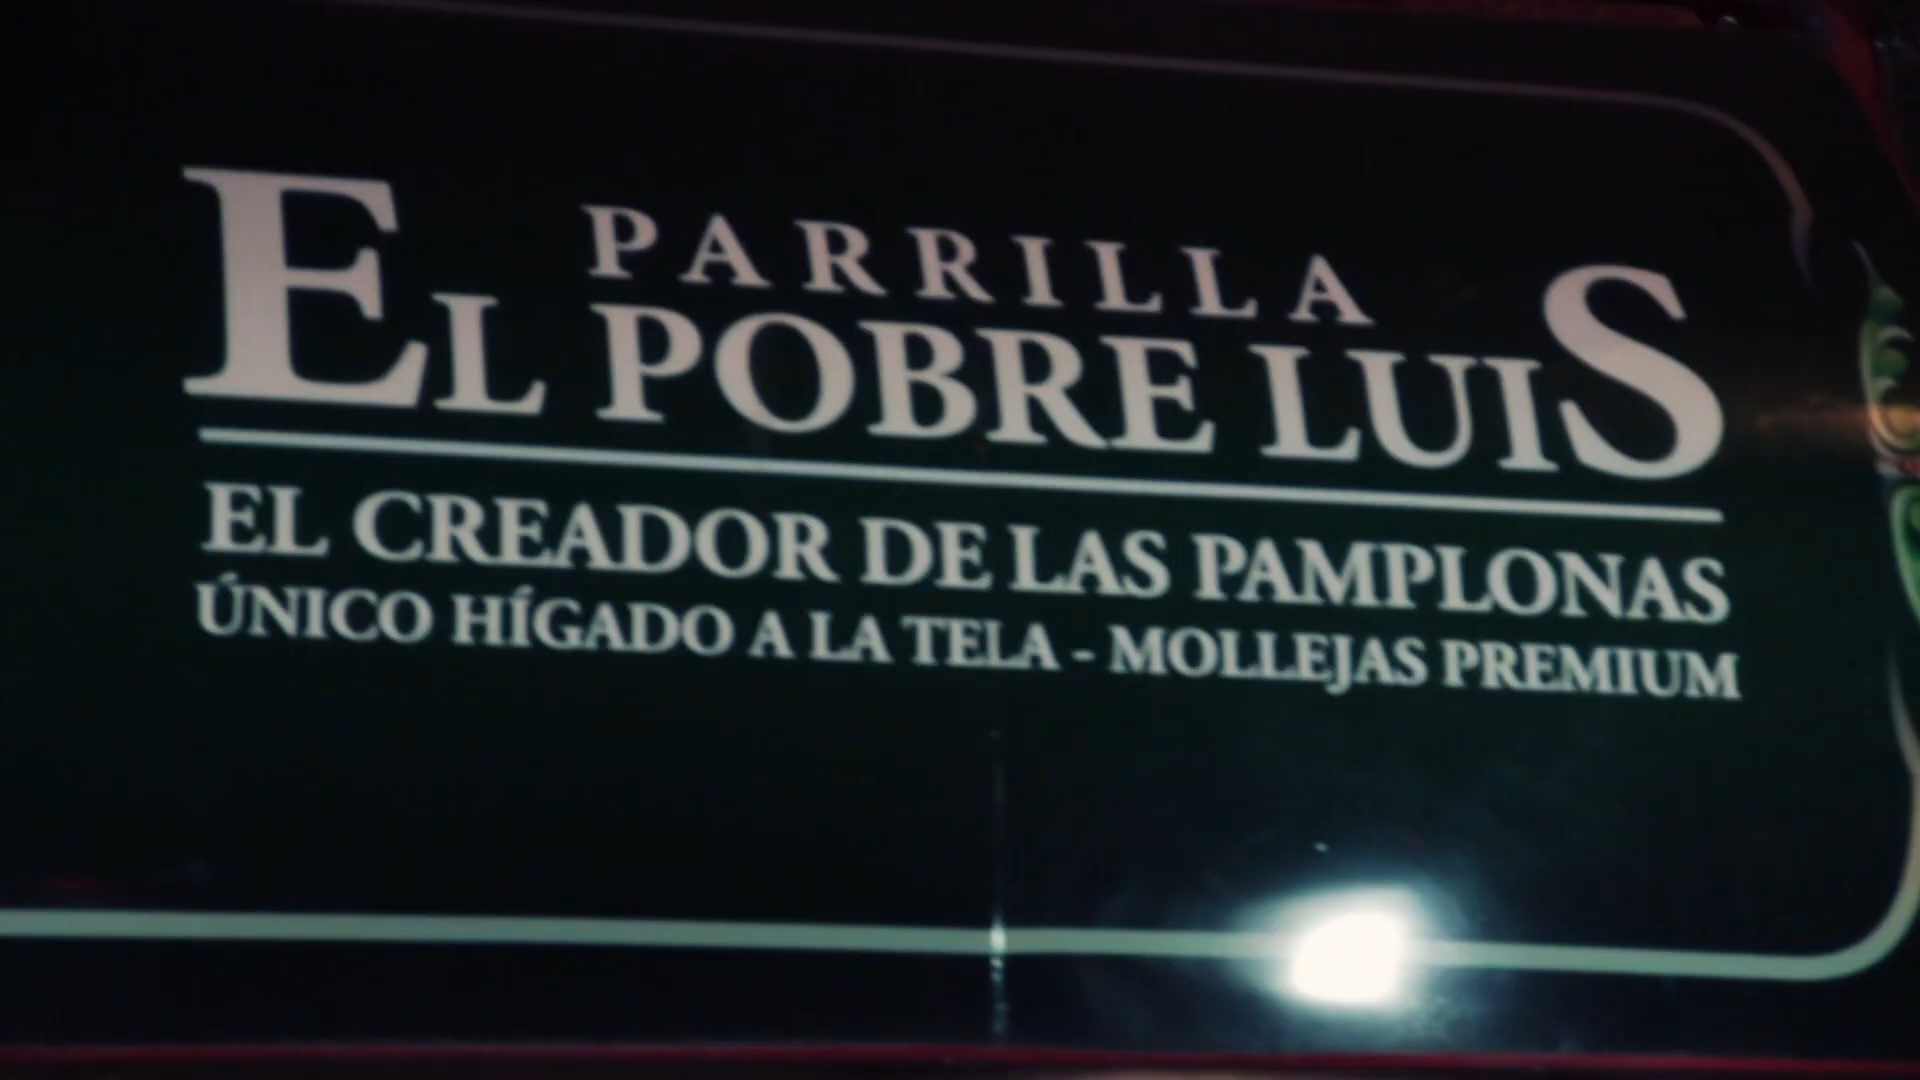 PARRILLA
EL POBRE LUIS
EL CREADOR DE LAS PAMPLONAS
ÚNICO HÍGADO A LA TELA - MOLLEJAS PREMIUM